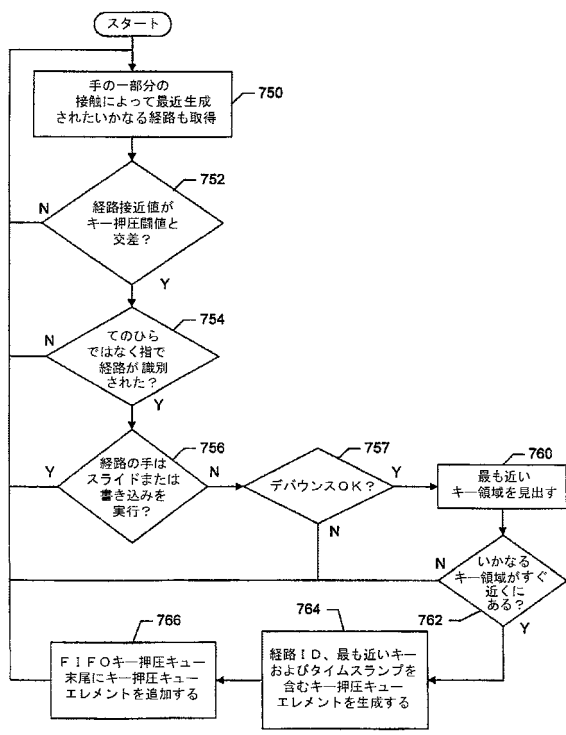 スタート
手の一部分の
接触によって最近生成
されたいかなる経路も取得
750
752
N
経路接近値が
キー押圧閾値と
交差？
Y
754
N
てのひら
ではなく指で
経路が識別
された？
Y
756
Y
経路の手は
スライドまたは
書き込みを
実行？
N
757
デバウンスＯＫ？
Y
N
760
最も近い
キー領域を見出す
N
いかなる
キー領域がすぐ
近くに
ある？
762
Y
764
経路ＩＤ、最も近いキー
およびタイムスランプを
含むキー押圧キュー
エレメントを生成する
766
ＦＩＦＯキー押圧キュー
末尾にキー押圧キュー
エレメントを追加する